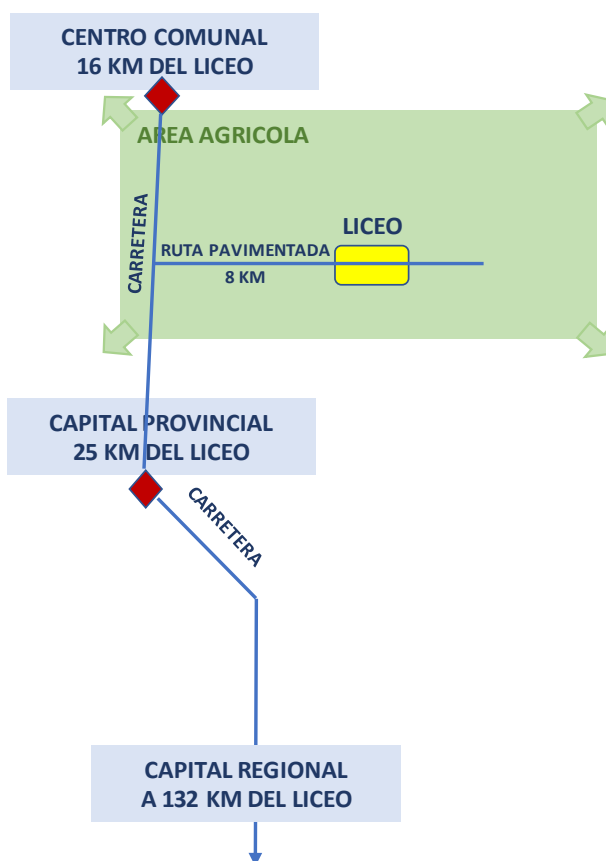 CENTRO COMUNAL
16 KM DEL LICEO
AREA AGRICOLA
CARRETERA
LICEO
RUTA PAVIMENTADA
8 KM
CAPITAL PROVINCIAL
25 KM DEL LICEO
CARRETERA
CAPITAL REGIONAL
A 132 KM DEL LICEO